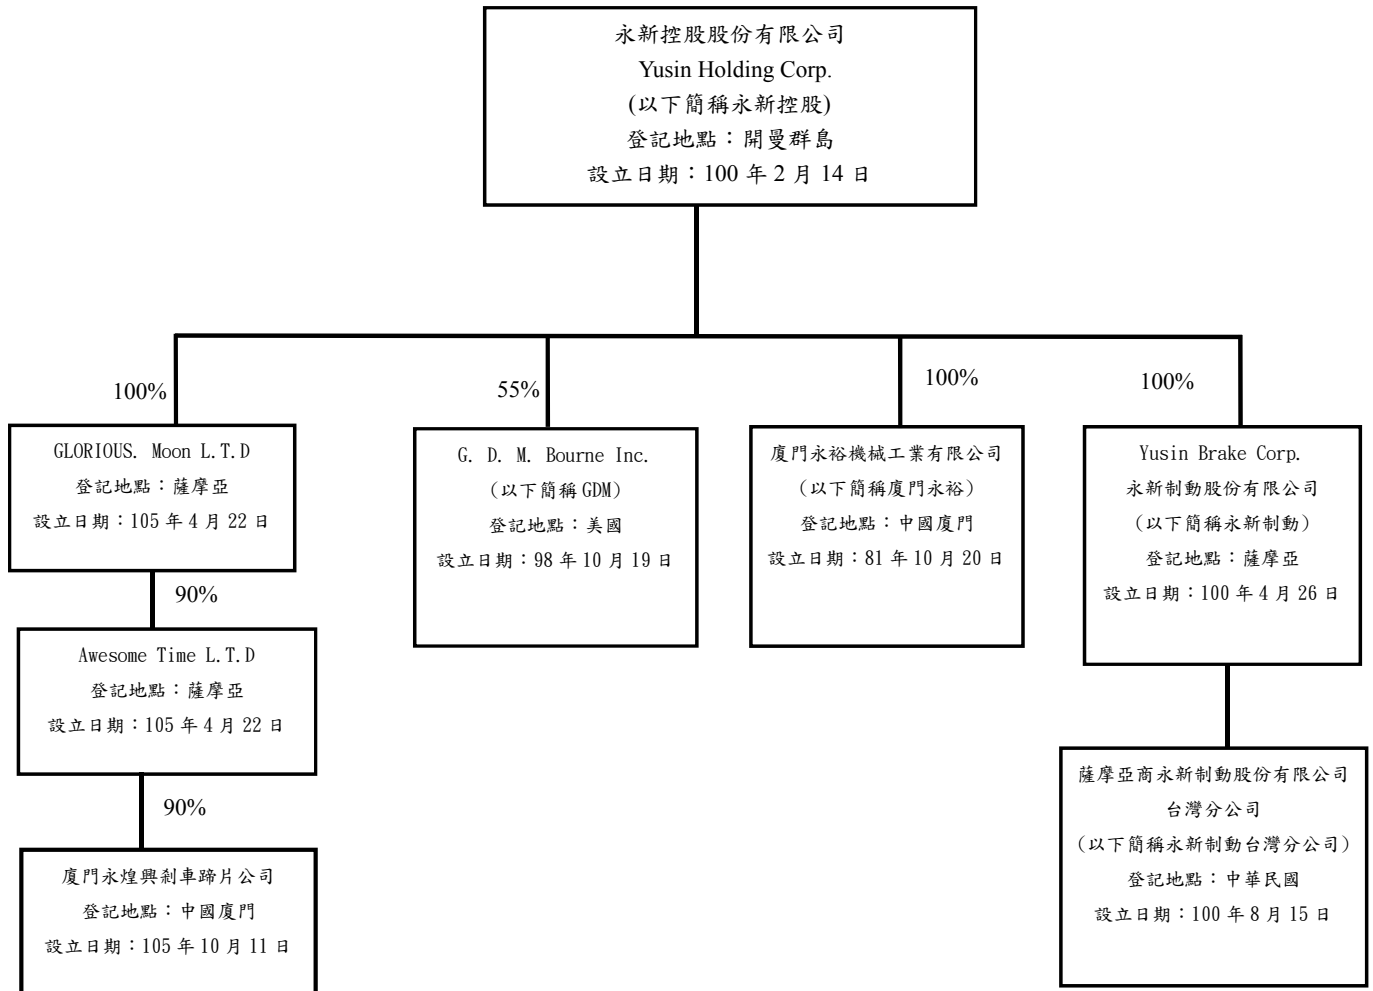 永新控股股份有限公司
Yusin Holding Corp.
(以下簡稱永新控股)
登記地點：開曼群島
設立日期：100 年 2 月 14 日
100%
55%
100%
100%
GLORIOUS. Moon L.T.D
登記地點：薩摩亞
設立日期：105 年 4 月 22 日
G. D. M. Bourne Inc.
（以下簡稱 GDM）
登記地點：美國
設立日期：98 年 10 月 19 日
廈門永裕機械工業有限公司
（以下簡稱廈門永裕）
登記地點：中國廈門
設立日期：81 年 10 月 20 日
Yusin Brake Corp.
永新制動股份有限公司
（以下簡稱永新制動）
登記地點：薩摩亞
設立日期：100 年 4 月 26 日
90%
Awesome Time L.T.D
登記地點：薩摩亞
設立日期：105 年 4 月 22 日
90%
廈門永煌興剎車蹄片公司
登記地點：中國廈門
設立日期：105 年 10 月 11 日
薩摩亞商永新制動股份有限公司
台灣分公司
（以下簡稱永新制動台灣分公司）
登記地點：中華民國
設立日期：100 年 8 月 15 日